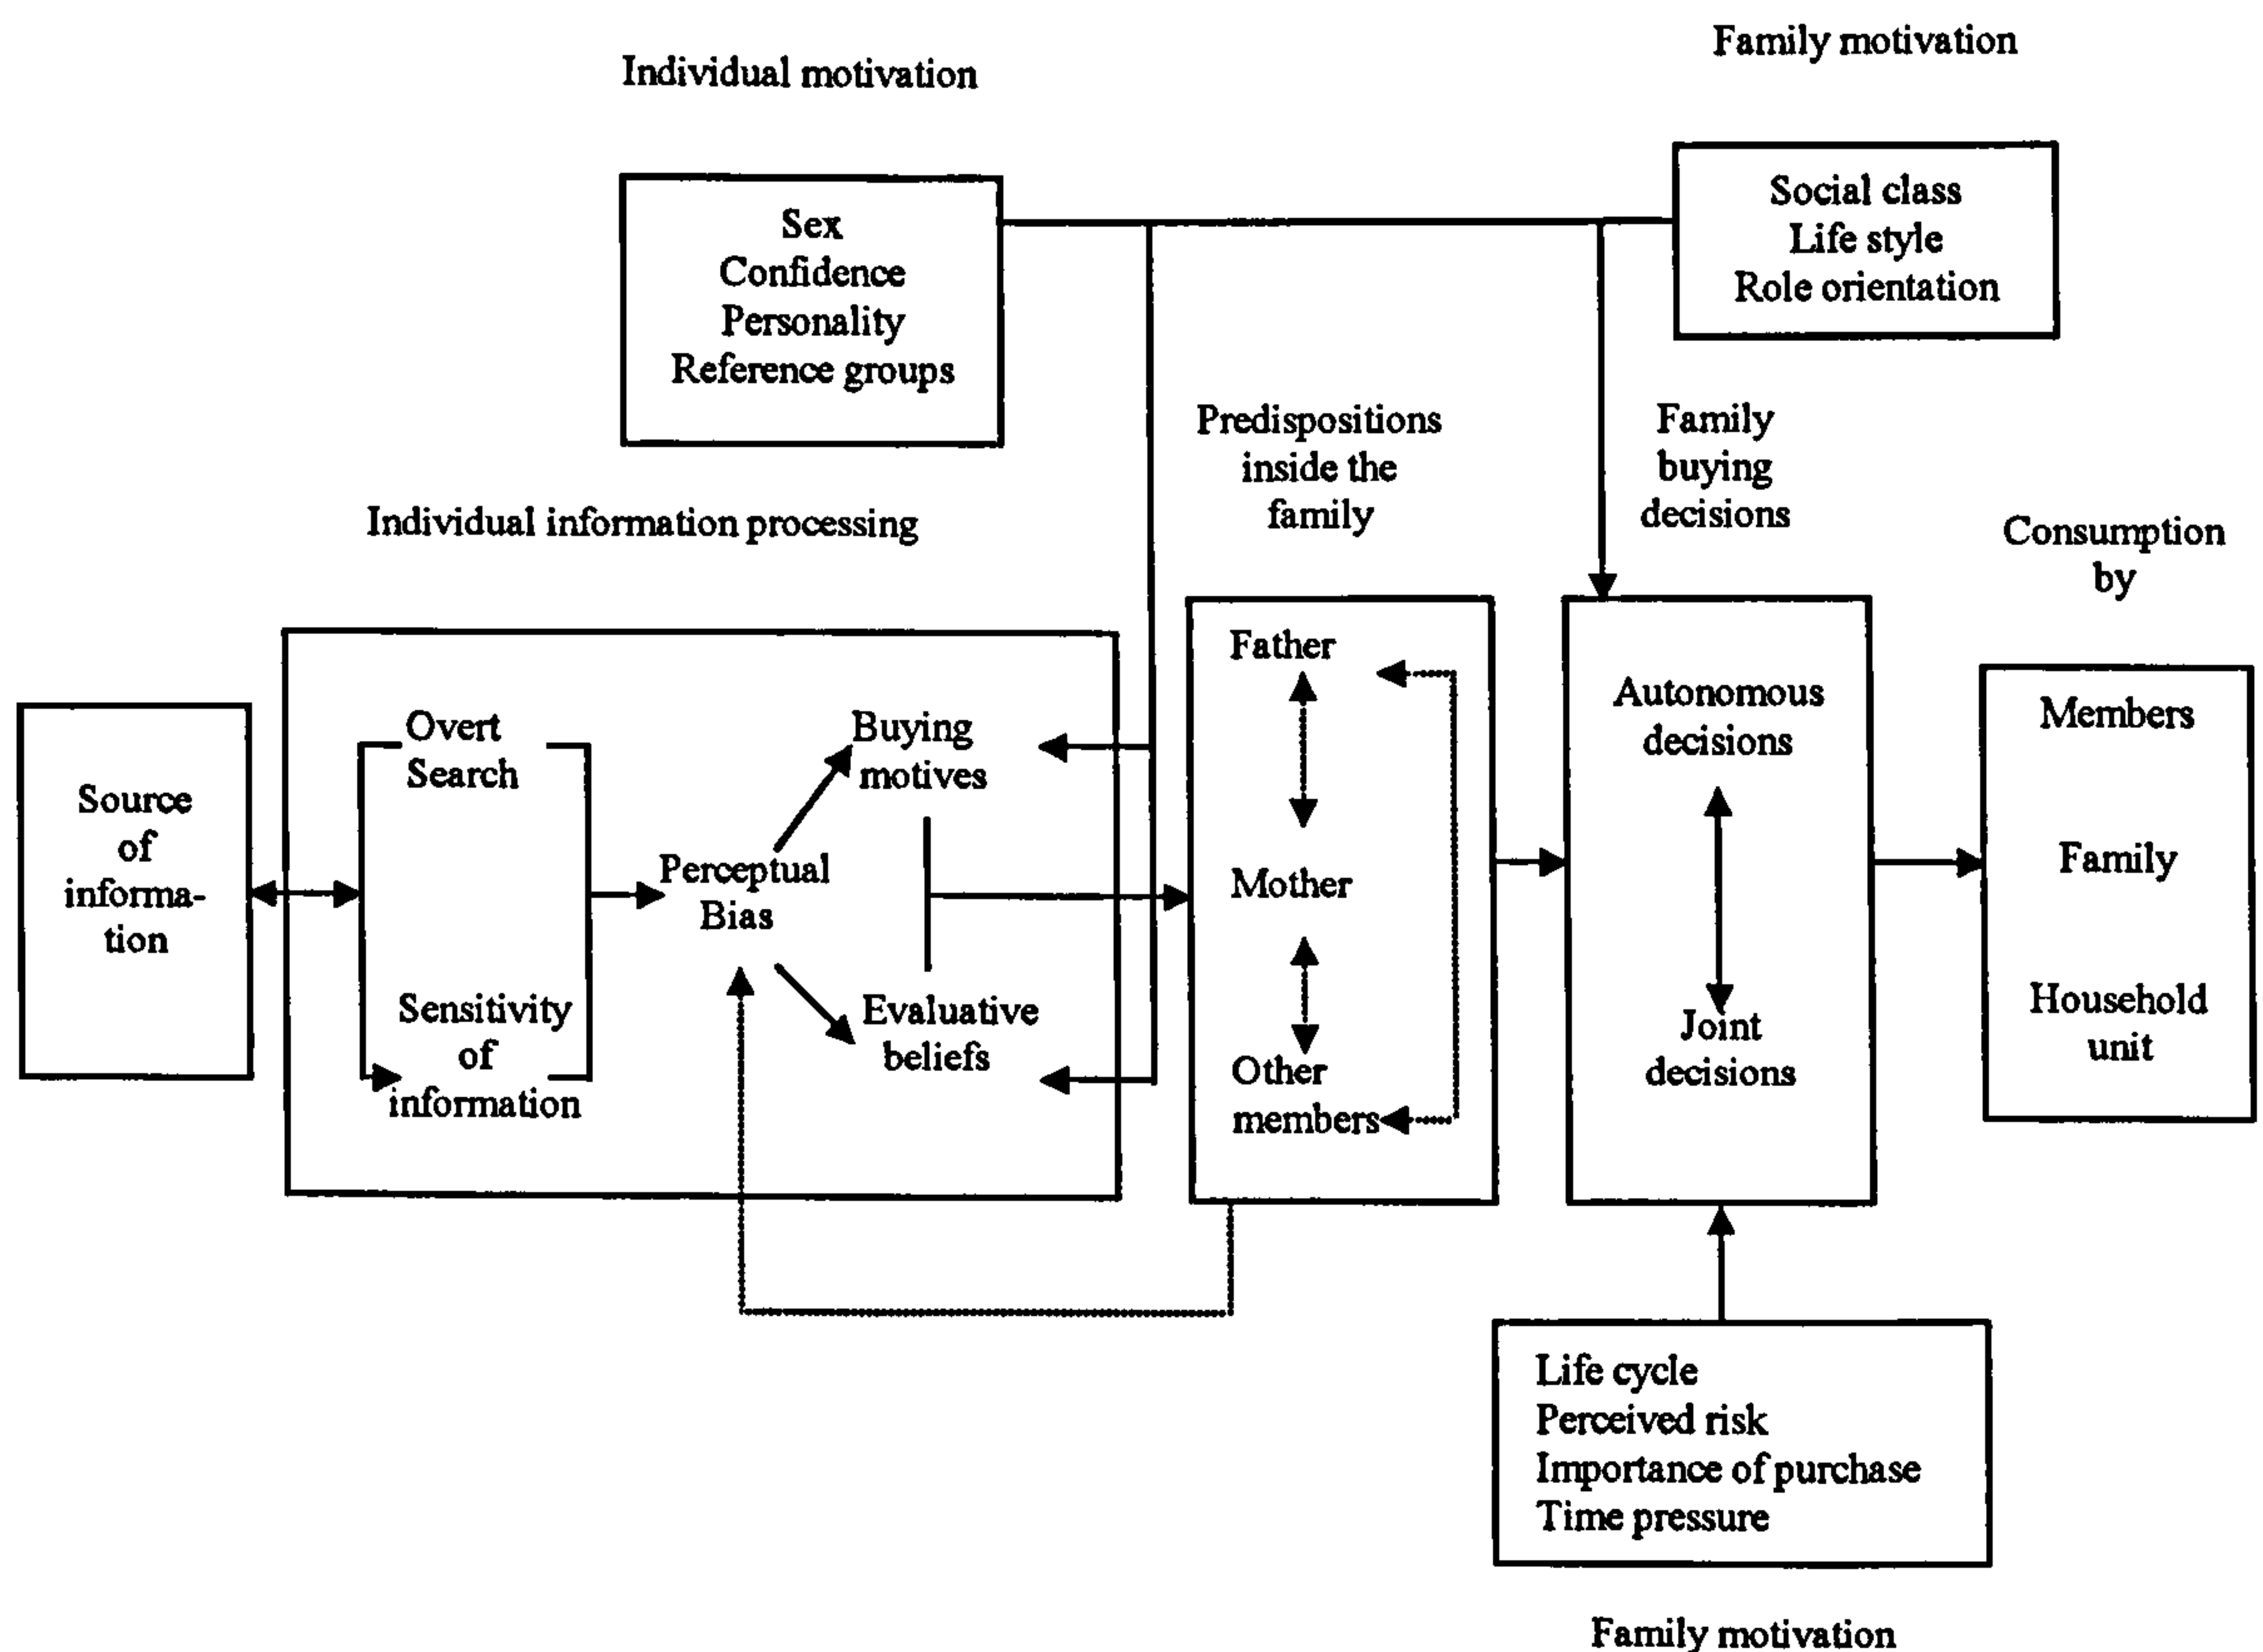 Individual motivation
Family motivation
Sex
Confidence
Personality
Reference groups
Social class
Life style
Role orientation
Individual information processing
Predispositions
inside the
family
Family
buying
decisions
Consumption
by
Source
of
informa-
tion
Overt
Search
Sensitivity
of
information
Perceptual
Bias
Buying
motives
Evaluative
beliefs
Father
Mother
Other
members
Autonomous
decisions
Joint
decisions
Members
Family
Household
unit
Life cycle
Perceived risk
Importance of purchase
Time pressure
Family motivation